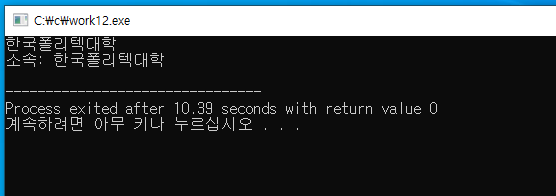 C:₩c₩work12.exe
한국폴리텍대학
소속: 한국폴리텍대학
--------------------------------
Process exited after 10.39 seconds with return value 0
계속하려면 아무 키나 누르십시오 . . .